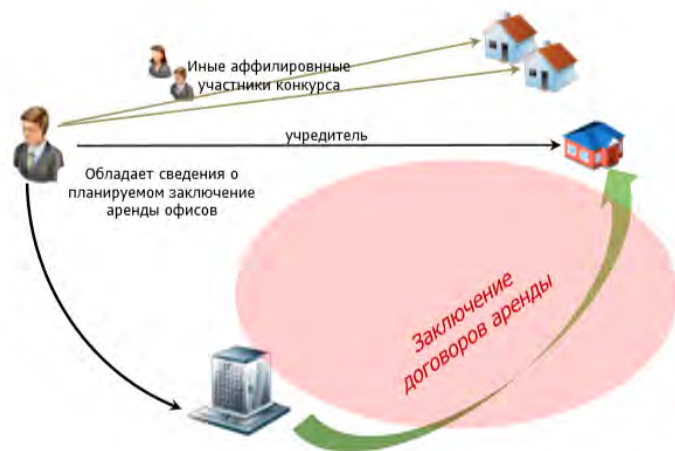 Иные аффилировнные
участники конкурса
учредитель
Обладает сведения о
планируемом заключение
аренды офисов
Заключение
договоров аренды